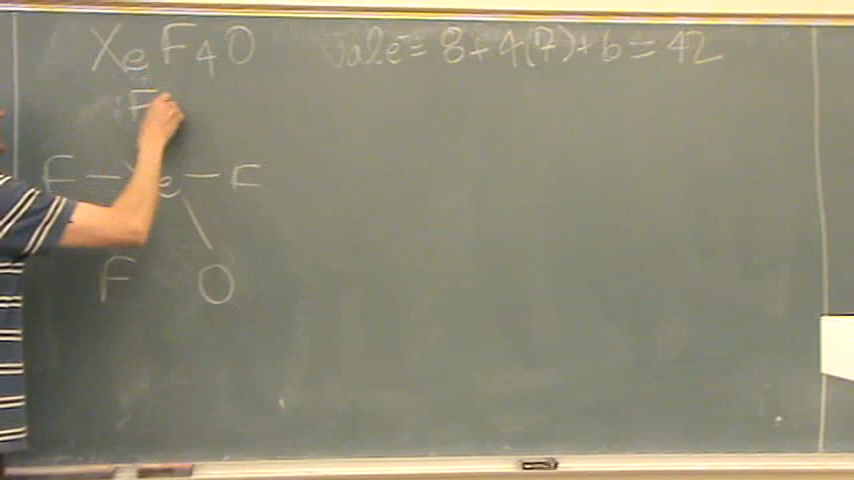 XeF₄O vale⁻ = 8 + 4(7) + 6 = 42
F
F — Xe — F
F O